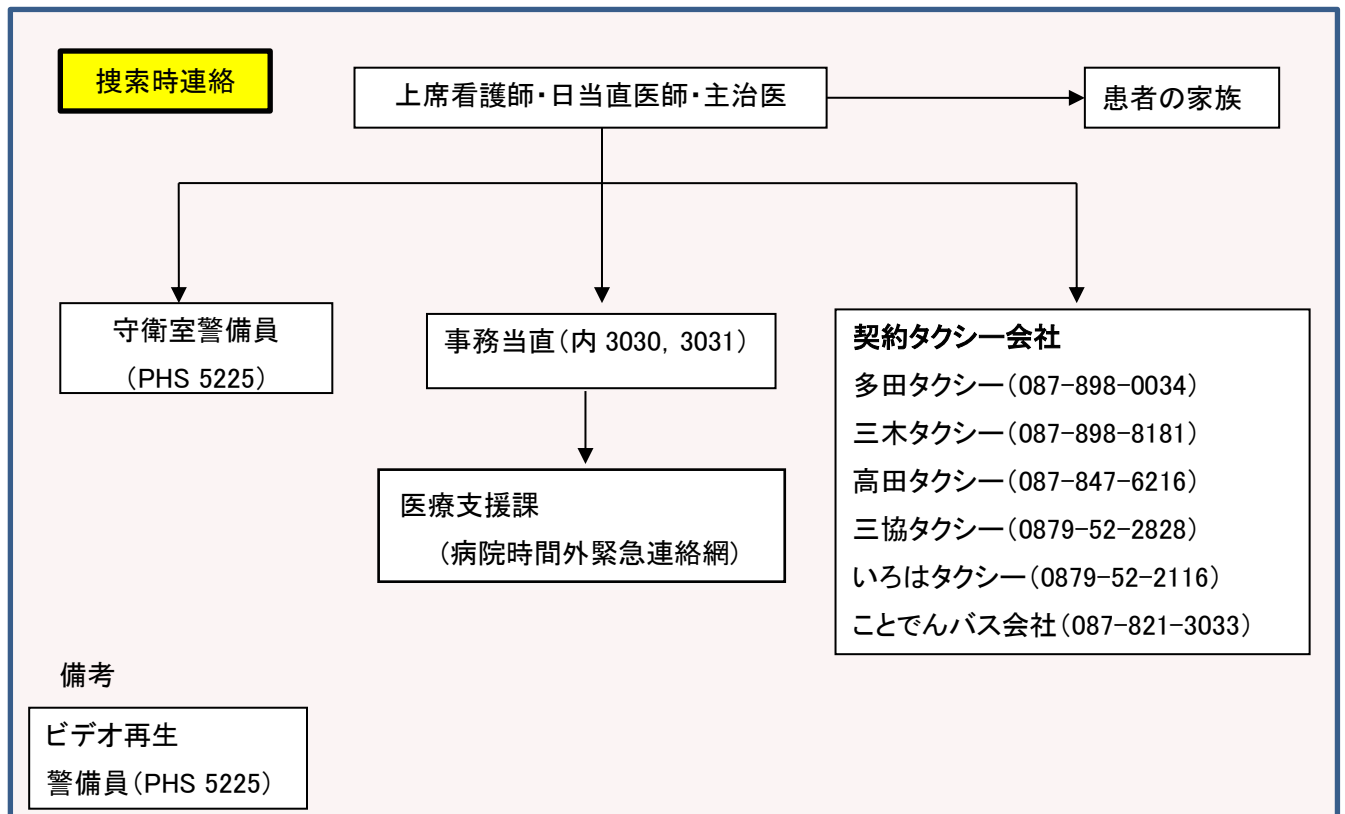 捜索時連絡
上席看護師・日当直医師・主治医
患者の家族
守衛室警備員
（PHS 5225）
事務当直（内 3030，3031）
医療支援課
（病院時間外緊急連絡網）
契約タクシー会社
多田タクシー（087-898-0034）
三木タクシー（087-898-8181）
高田タクシー（087-847-6216）
三協タクシー（0879-52-2828）
いろはタクシー（0879-52-2116）
ことでんバス会社（087-821-3033）
備考
ビデオ再生
警備員（PHS 5225）